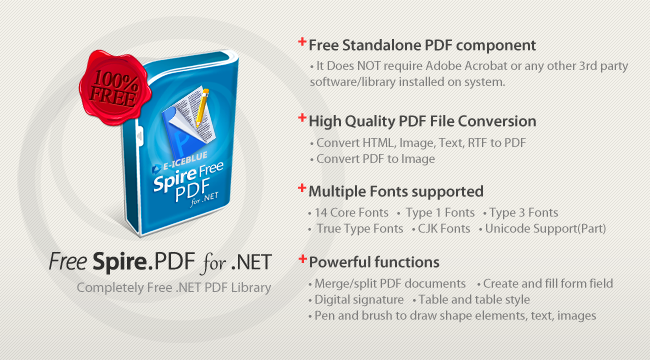 100%
FREE
E-ICEBLUE
Spire Free
PDF
for .NET
Free Spire.PDF for .NET
Completely Free .NET PDF Library
+ Free Standalone PDF component
• It Does NOT require Adobe Acrobat or any other 3rd party
software/library installed on system.
+ High Quality PDF File Conversion
• Convert HTML, Image, Text, RTF to PDF
• Convert PDF to Image
+ Multiple Fonts supported
• 14 Core Fonts • Type 1 Fonts • Type 3 Fonts
• True Type Fonts • CJK Fonts • Unicode Support(Part)
+ Powerful functions
• Merge/split PDF documents • Create and fill form field
• Digital signature • Table and table style
• Pen and brush to draw shape elements, text, images